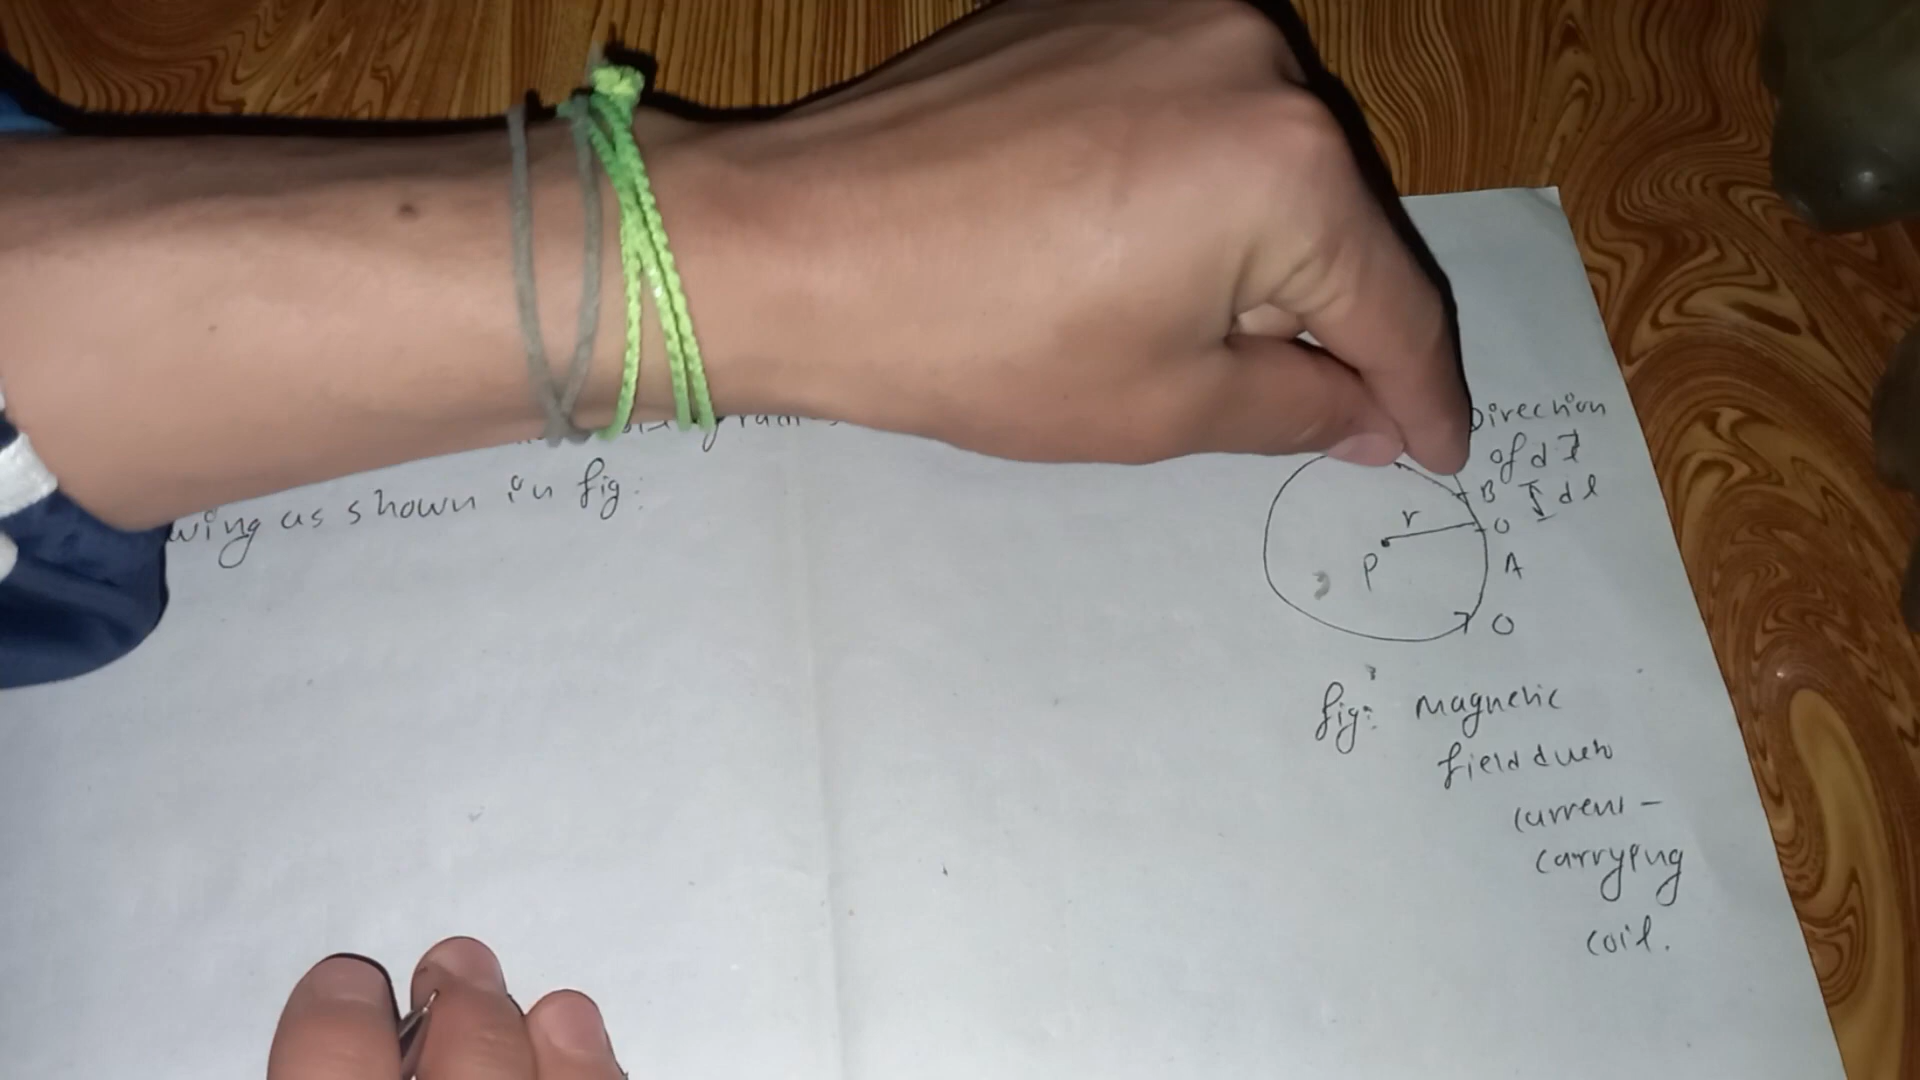 wing as shown in fig:
Direction
of dl
B dl
r O
P A
O
fig: Magnetic
field due to
current -
carrying
coil.